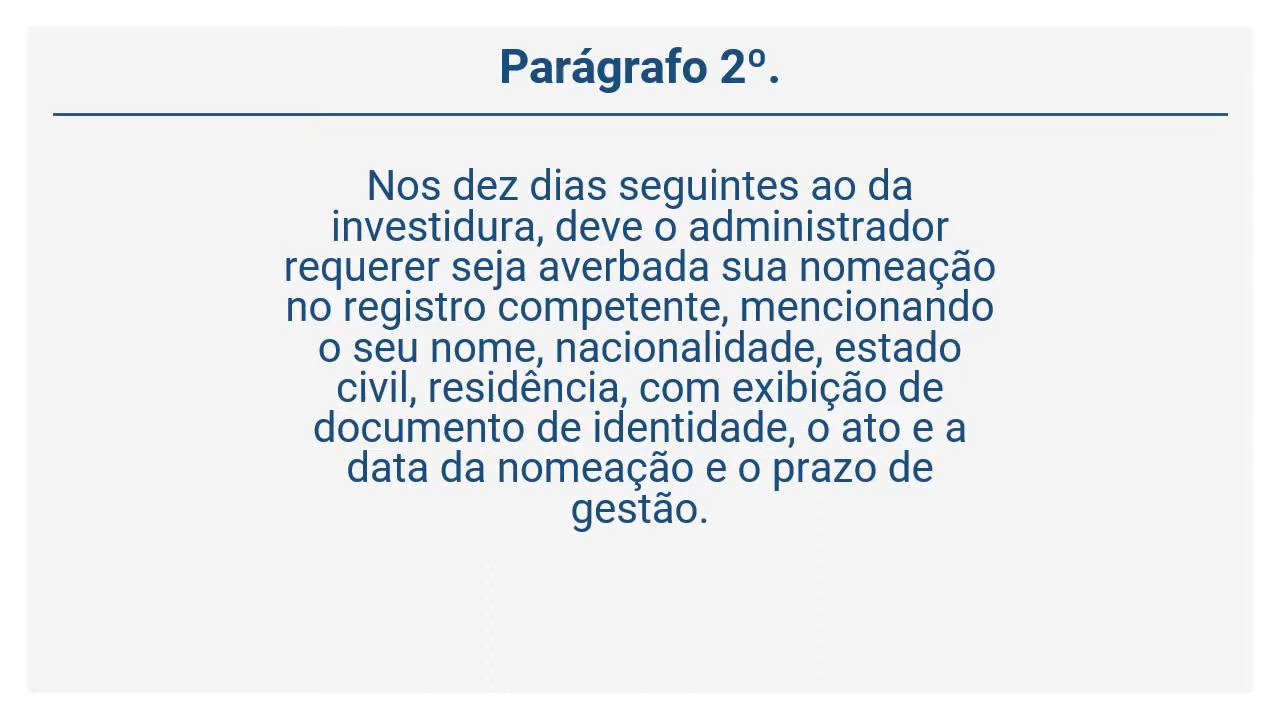 Parágrafo 2º.
Nos dez dias seguintes ao da
investidura, deve o administrador
requerer seja averbada sua nomeação
no registro competente, mencionando
o seu nome, nacionalidade, estado
civil, residência, com exibição de
documento de identidade, o ato e a
data da nomeação e o prazo de
gestão.